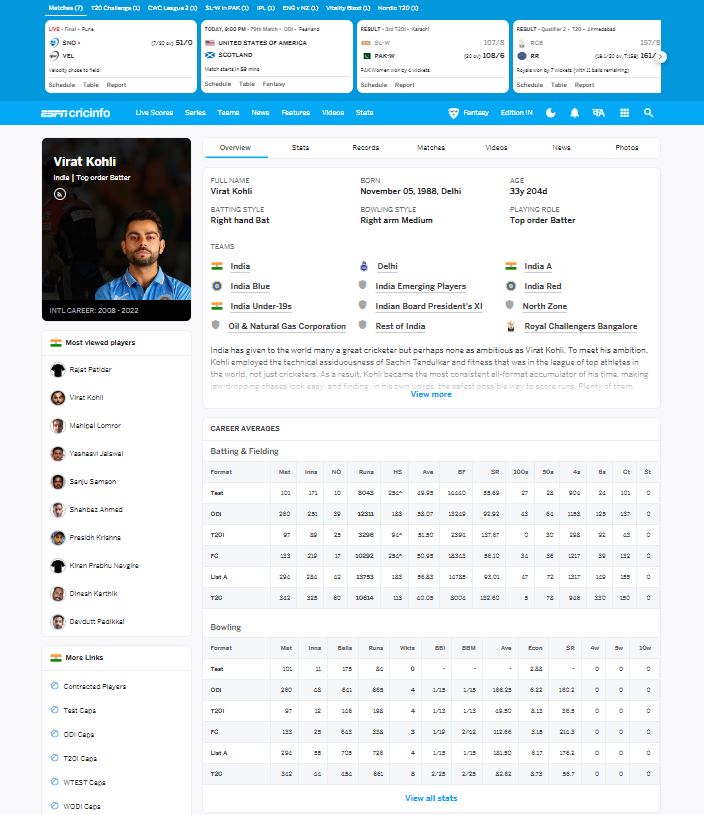 Matches (7) T20 Challenge (1) CWC League 2 (1) SL-W in PAK (1) IPL (1) ENG v NZ (1) Vitality Blast (1) Nordic T20 (1)
LIVE • Final • Pune
SNO • (7/20 ov) 51/0
VEL
Velocity chose to field.
Schedule Table Report
TODAY, 9:00 PM • 79th Match • ODI • Pearland
UNITED STATES OF AMERICA
SCOTLAND
Match starts in 59 mins
Schedule Table Fantasy
RESULT • 3rd T20I • Karachi
SL-W 107/8
PAK-W (20 ov) 108/6
PAK Women won by 4 wickets
Schedule Report
RESULT • Qualifier 2 • T20 • Ahmedabad
RCB 157/8
RR (18.1/20 ov, T:158) 161/
Royals won by 7 wickets (with 11 balls remaining)
Schedule Table Report
ESPN cricinfo Live Scores Series Teams News Features Videos Stats Fantasy Edition IN
Virat Kohli
India | Top order Batter
INTL CAREER: 2008 - 2022
Overview Stats Records Matches Videos News Photos
FULL NAME BORN AGE
Virat Kohli November 05, 1988, Delhi 33y 204d
BATTING STYLE BOWLING STYLE PLAYING ROLE
Right hand Bat Right arm Medium Top order Batter
TEAMS
India Delhi India A
India Blue India Emerging Players India Red
India Under-19s Indian Board President's XI North Zone
Oil & Natural Gas Corporation Rest of India Royal Challengers Bangalore
India has given to the world many a great cricketer but perhaps none as ambitious as Virat Kohli. To meet his ambition,
Kohli employed the technical assiduousness of Sachin Tendulkar and fitness that was in the league of top athletes in
the world, not just cricketers. As a result, Kohli became the most consistent all-format accumulator of his time, making
jaw-dropping chases look easy, and finding, in his own words, the safest possible way to score runs. Plenty of them.
View more
Most viewed players
Rajat Patidar
Virat Kohli
Mahipal Lomror
Yashasvi Jaiswal
Sanju Samson
Shahbaz Ahmed
Prasidh Krishna
Kiran Prabhu Navgire
Dinesh Karthik
Devdutt Padikkal
More Links
Contracted Players
Test Caps
ODI Caps
T20I Caps
WTEST Caps
WODI Caps
CAREER AVERAGES
Batting & Fielding
Format Mat Inns NO Runs HS Ave BF SR 100s 50s 4s 6s Ct St
Test 101 171 10 8043 254* 49.95 14440 55.69 27 28 904 24 101 0
ODI 260 251 39 12311 183 58.07 13249 92.92 43 64 1153 125 137 0
T20I 97 89 25 3296 94* 51.50 2394 137.67 0 30 298 92 43 0
FC 133 219 17 10292 254* 50.95 18343 56.10 34 36 1217 39 132 0
List A 294 284 42 13753 183 56.83 14785 93.01 47 72 1317 149 155 0
T20 342 325 60 10614 113 40.05 8004 132.60 5 78 946 330 150 0
Bowling
Format Mat Inns Balls Runs Wkts BBI BBM Ave Econ SR 4w 5w 10w
Test 101 11 175 84 0 - - - 2.88 - 0 0 0
ODI 260 48 641 665 4 1/15 1/15 166.25 6.22 160.2 0 0 0
T20I 97 12 146 198 4 1/13 1/13 49.50 8.13 36.5 0 0 0
FC 133 25 643 338 3 1/19 2/42 112.66 3.15 214.3 0 0 0
List A 294 55 705 726 4 1/15 1/15 181.50 6.17 176.2 0 0 0
T20 342 44 454 661 8 2/25 2/25 82.62 8.73 56.7 0 0 0
View all stats